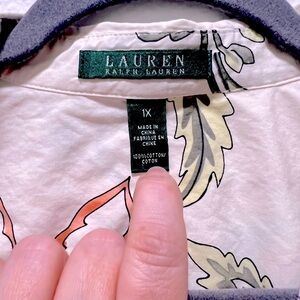 LAUREN
RALPH LAUREN
1X
MADE IN
CHINA
FABRIQUE EN
CHINE
100%COTTON/
COTON